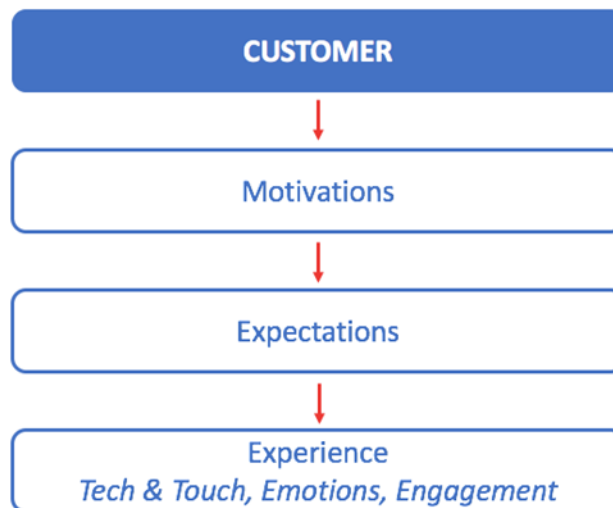 CUSTOMER
Motivations
Expectations
Experience
Tech & Touch, Emotions, Engagement